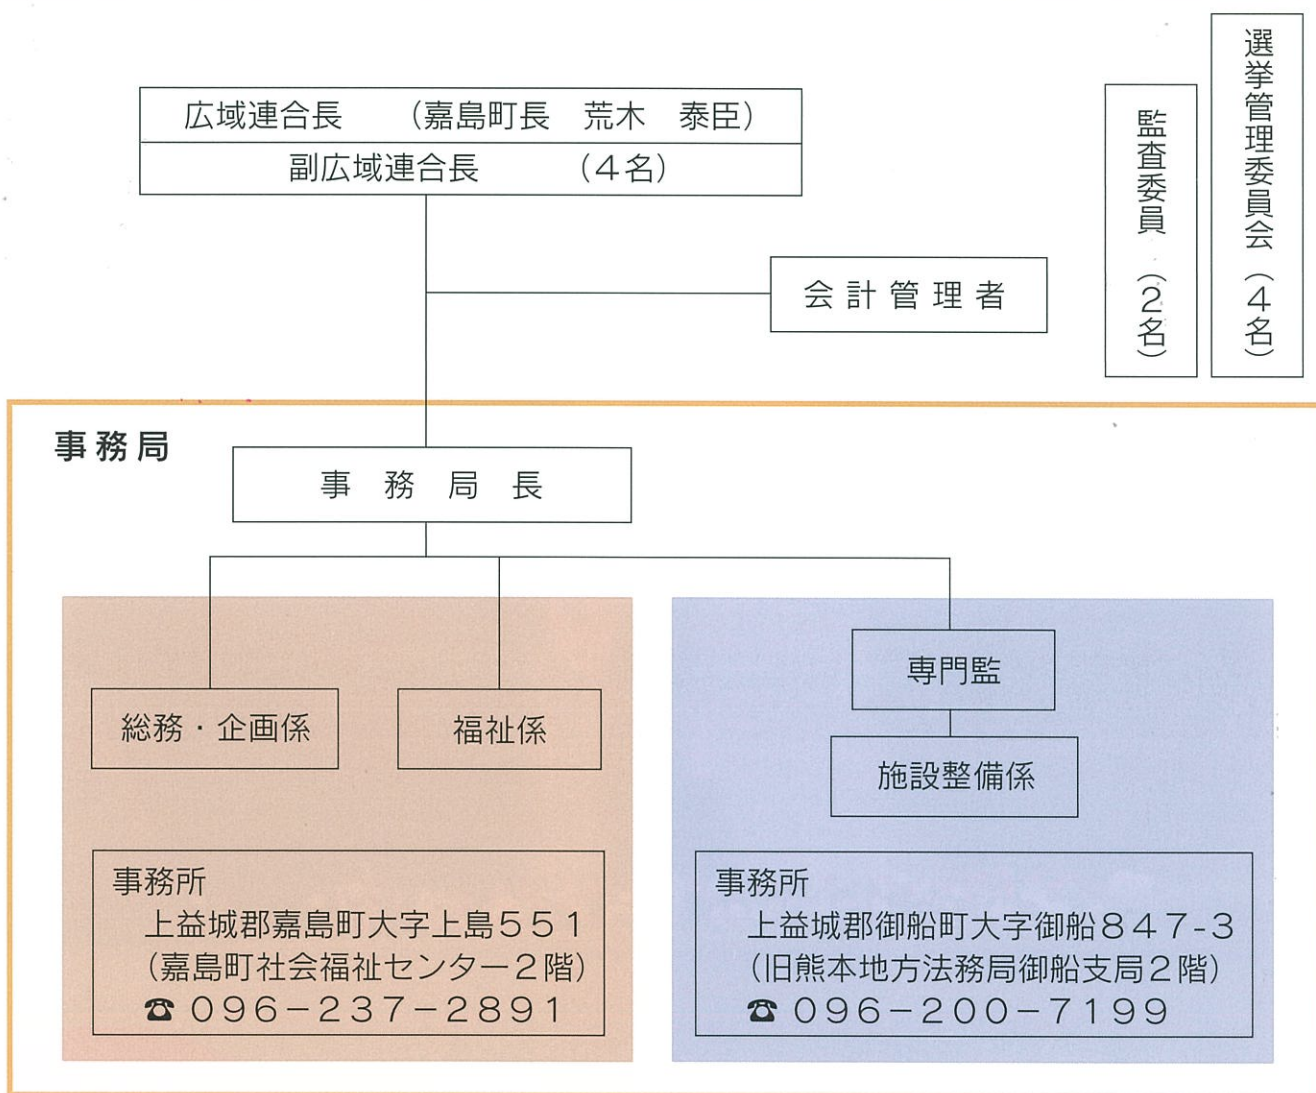 広域連合長　　（嘉島町長　荒木　泰臣）
副広域連合長　　　（４名）
監査委員（２名）
選挙管理委員会（４名）
会計管理者
事務局
事務局長
総務・企画係
福祉係
専門監
施設整備係
事務所
上益城郡嘉島町大字上島５５１
（嘉島町社会福祉センター２階）
☎０９６－２３７－２８９１
事務所
上益城郡御船町大字御船８４７-３
（旧熊本地方法務局御船支局２階）
☎０９６－２００－７１９９